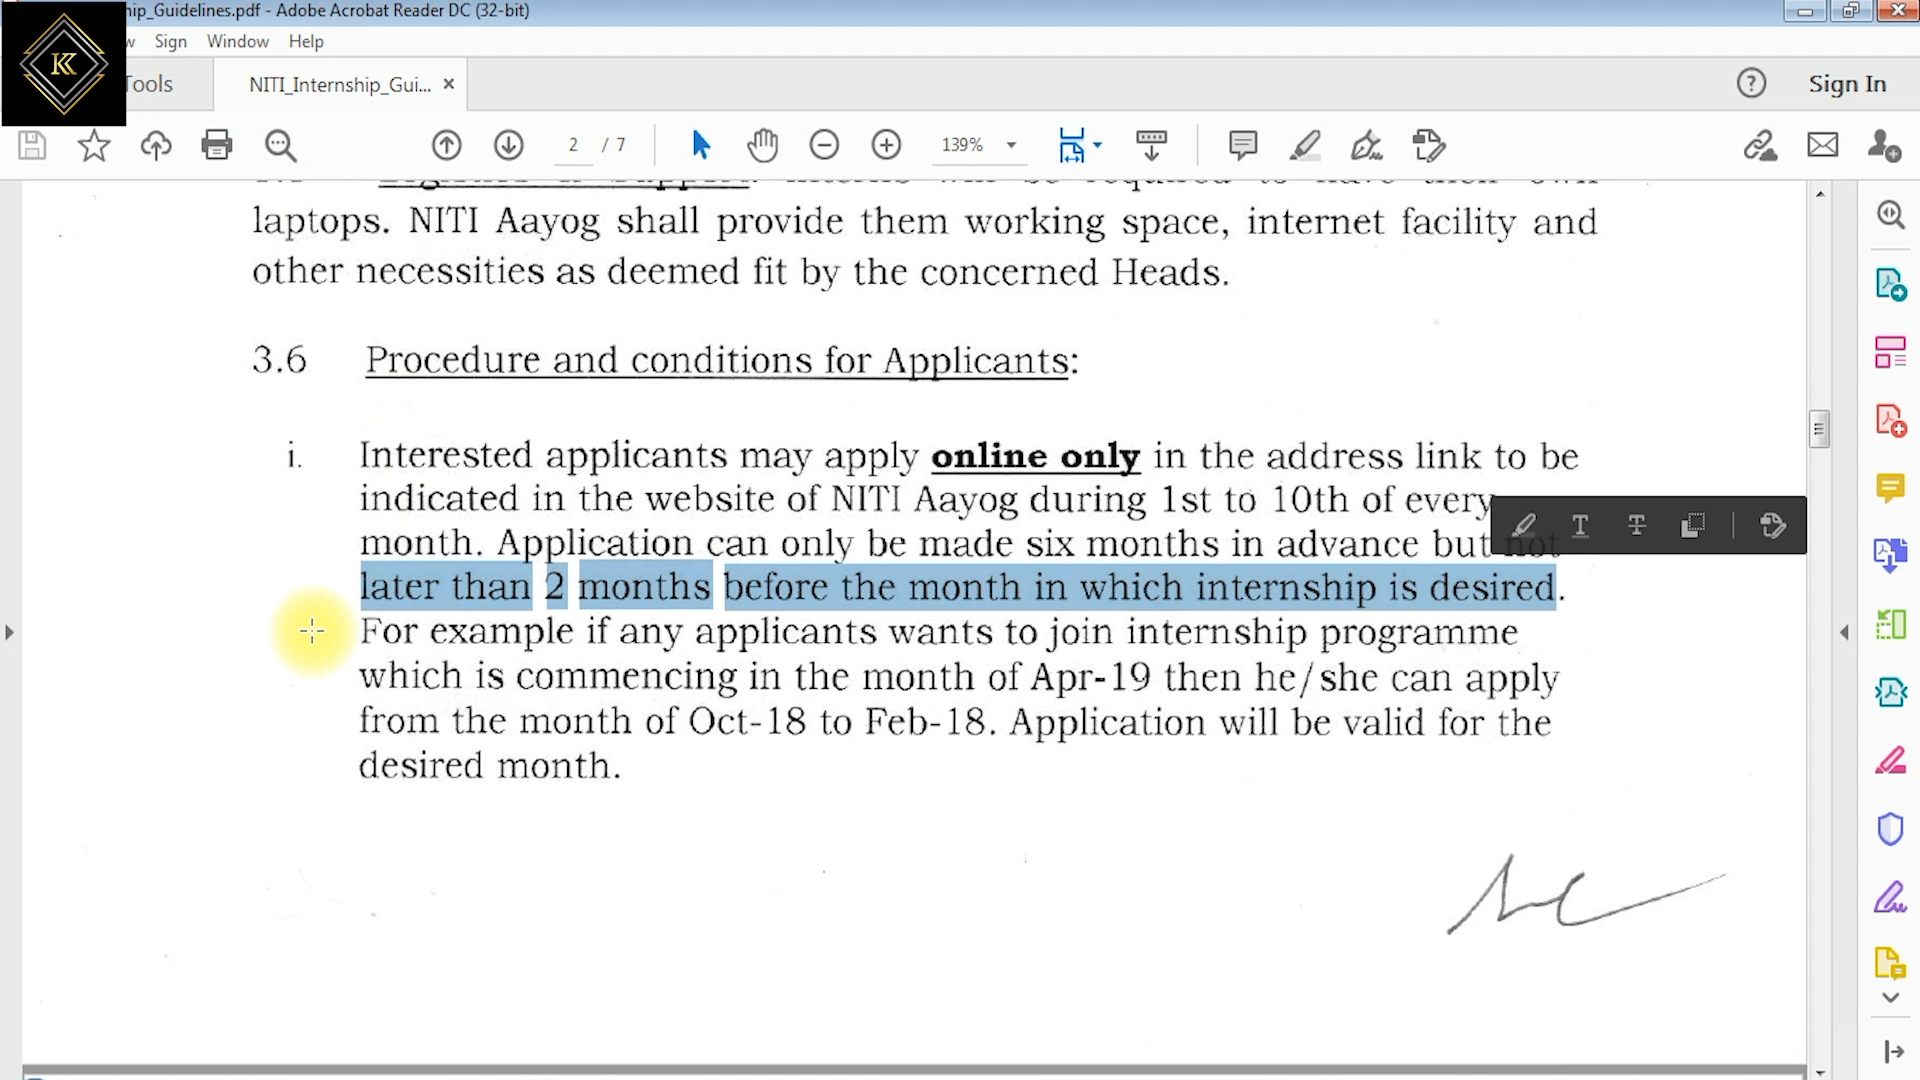 hip_Guidelines.pdf - Adobe Acrobat Reader DC (32-bit)
Sign Window Help
Tools
NITI_Internship_Gui... ×
Sign In
2 / 7
139%
laptops. NITI Aayog shall provide them working space, internet facility and
other necessities as deemed fit by the concerned Heads.
3.6 Procedure and conditions for Applicants:
i. Interested applicants may apply online only in the address link to be
indicated in the website of NITI Aayog during 1st to 10th of every
month. Application can only be made six months in advance but not
later than 2 months before the month in which internship is desired.
For example if any applicants wants to join internship programme
which is commencing in the month of Apr-19 then he/she can apply
from the month of Oct-18 to Feb-18. Application will be valid for the
desired month.